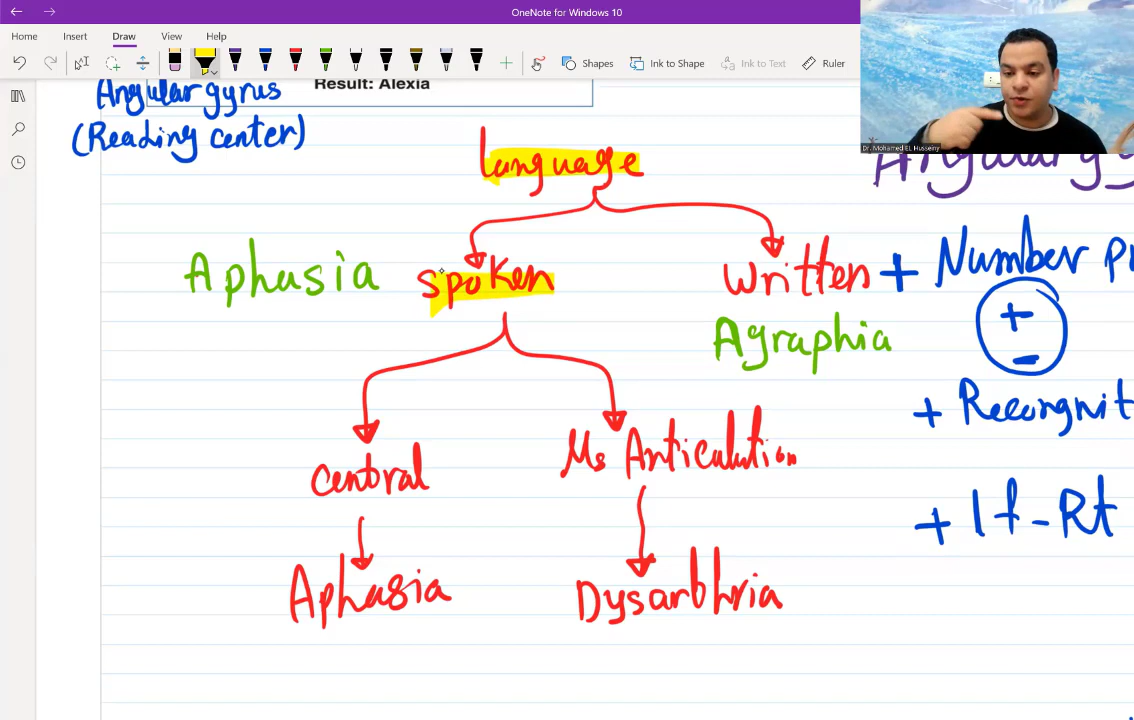 OneNote for Windows 10
Home Insert Draw View Help
Shapes Ink to Shape Ink to Text Ruler
Dr. Mohamed EL Husseiny
Result: Alexia
Angular gyrus
(Reading center)
language
Aphasia spoken Written + Number
Agraphia
+
-
+
central Ms Articulation
+ If - Rt
Aphasia Dysarthria